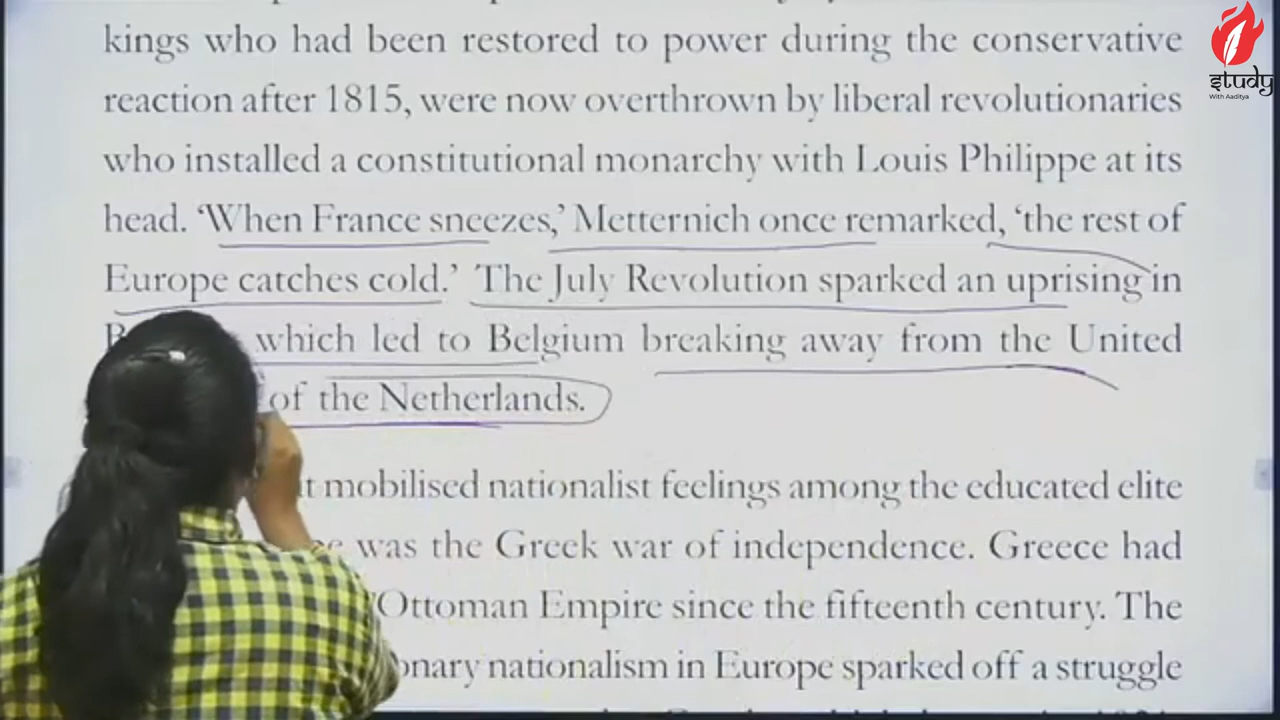 kings who had been restored to power during the conservative
reaction after 1815, were now overthrown by liberal revolutionaries
who installed a constitutional monarchy with Louis Philippe at its
head. ‘When France sneezes,’ Metternich once remarked, ‘the rest of
Europe catches cold.’ The July Revolution sparked an uprising in
which led to Belgium breaking away from the United
of the Netherlands.
mobilised nationalist feelings among the educated elite
was the Greek war of independence. Greece had
Ottoman Empire since the fifteenth century. The
nationalism in Europe sparked off a struggle
study
With Aaditya